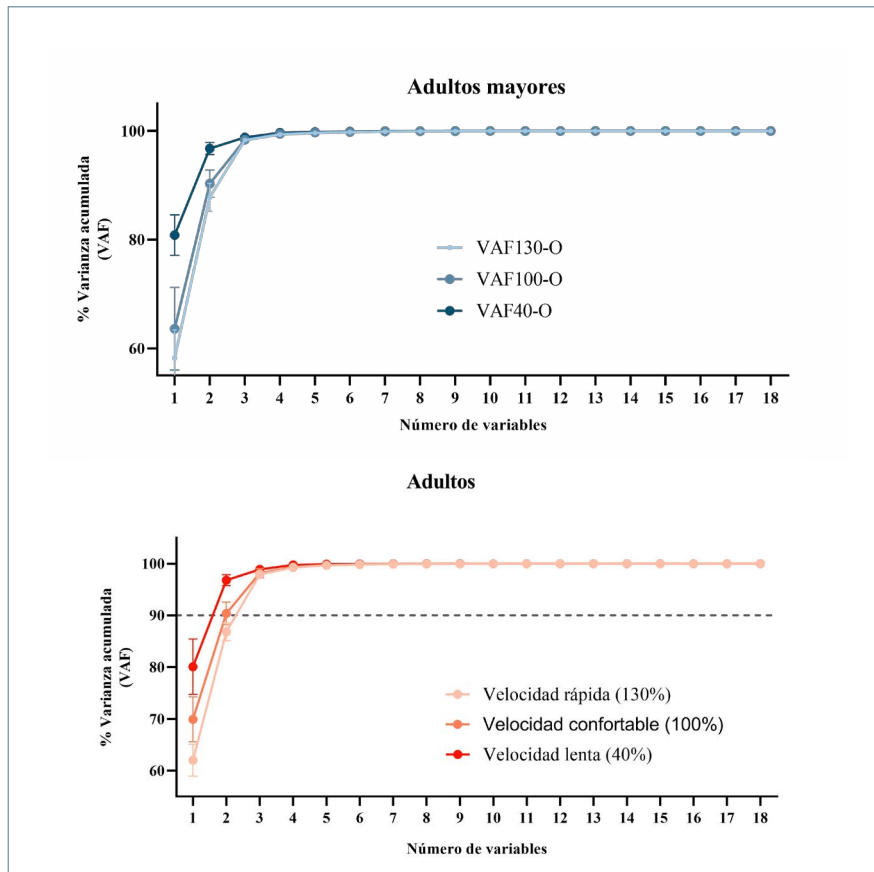 Adultos mayores
% Varianza acumulada
(VAF)
100
80
60
VAF130-O
VAF100-O
VAF40-O
1 2 3 4 5 6 7 8 9 10 11 12 13 14 15 16 17 18
Número de variables
Adultos
% Varianza acumulada
(VAF)
100
90
80
70
60
Velocidad rápida (130%)
Velocidad confortable (100%)
Velocidad lenta (40%)
1 2 3 4 5 6 7 8 9 10 11 12 13 14 15 16 17 18
Número de variables